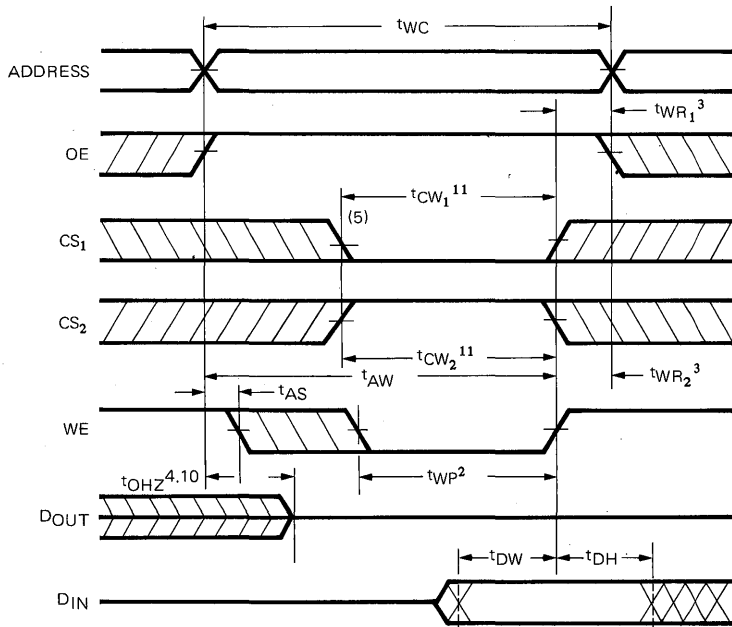 tWC
ADDRESS
tWR1 3
OE
tCW1 11
(5)
CS1
CS2
tCW2 11
tAW
tWR2 3
tAS
WE
tOHZ 4.10
tWP 2
DOUT
tDW
tDH
DIN